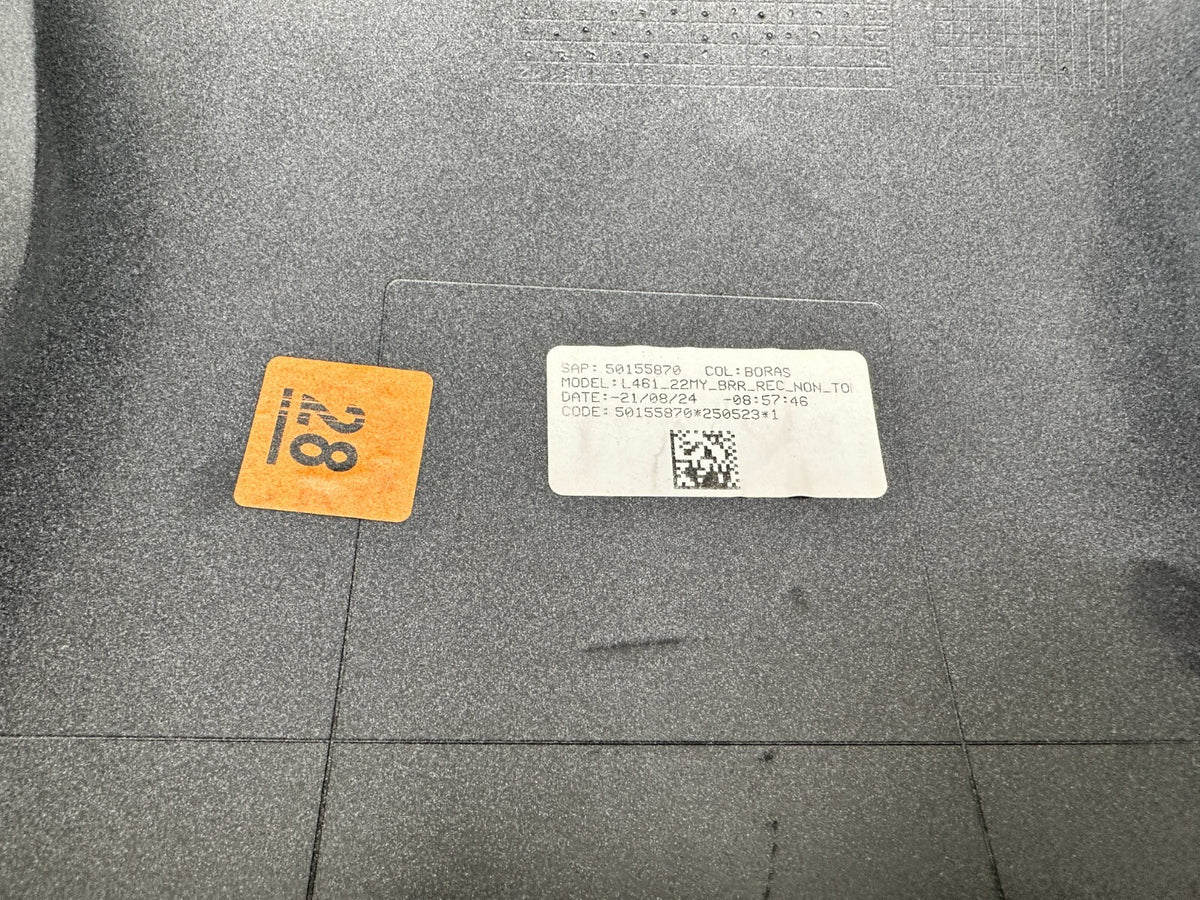 SAP: 50155870 COL:BORAS
MODEL:L461_22MY_BRR_REC_NON_TO
DATE:-21/08/24 -08:57:46
CODE: 50155870*250523*1
28